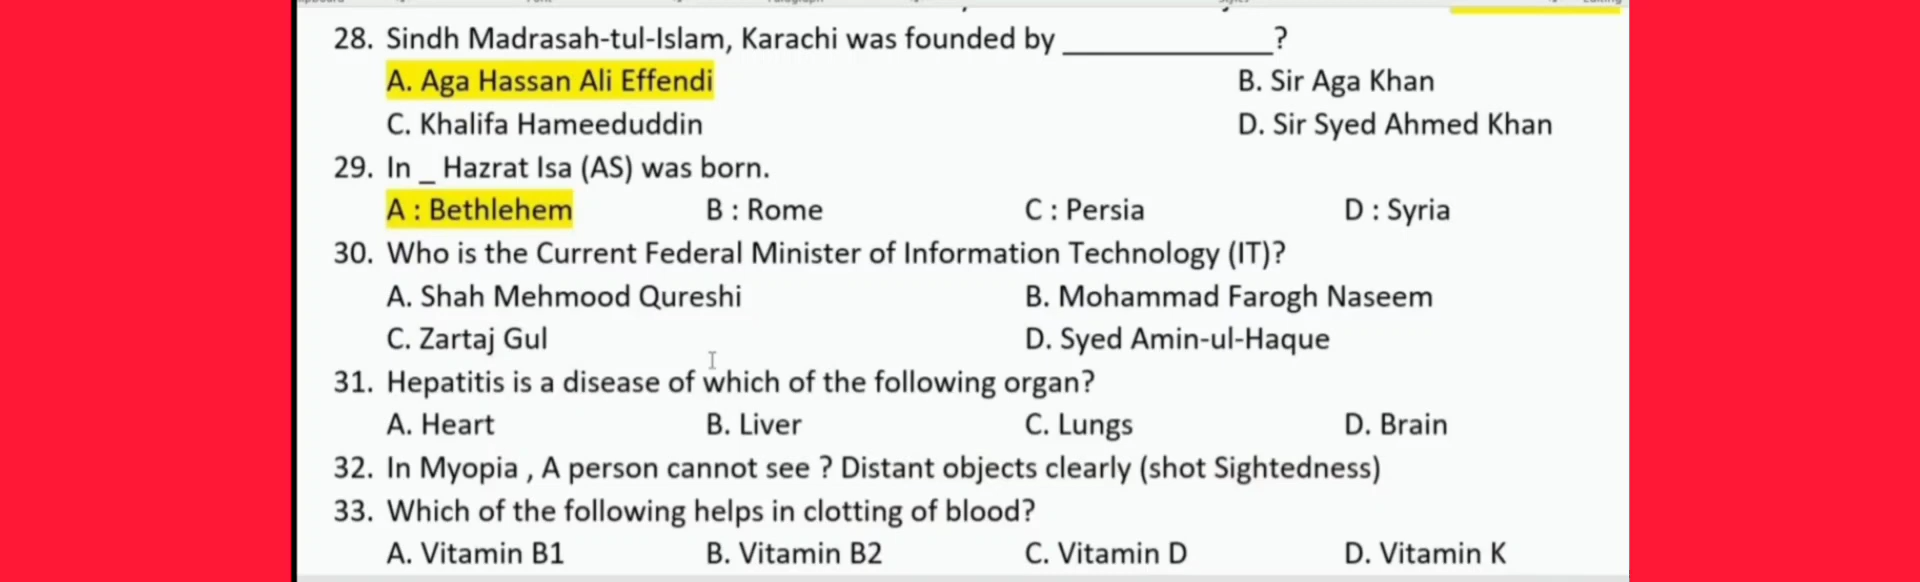 28. Sindh Madrasah-tul-Islam, Karachi was founded by _____________?
A. Aga Hassan Ali Effendi B. Sir Aga Khan
C. Khalifa Hameeduddin D. Sir Syed Ahmed Khan
29. In _ Hazrat Isa (AS) was born.
A : Bethlehem B : Rome C : Persia D : Syria
30. Who is the Current Federal Minister of Information Technology (IT)?
A. Shah Mehmood Qureshi B. Mohammad Farogh Naseem
C. Zartaj Gul D. Syed Amin-ul-Haque
31. Hepatitis is a disease of which of the following organ?
A. Heart B. Liver C. Lungs D. Brain
32. In Myopia , A person cannot see ? Distant objects clearly (shot Sightedness)
33. Which of the following helps in clotting of blood?
A. Vitamin B1 B. Vitamin B2 C. Vitamin D D. Vitamin K